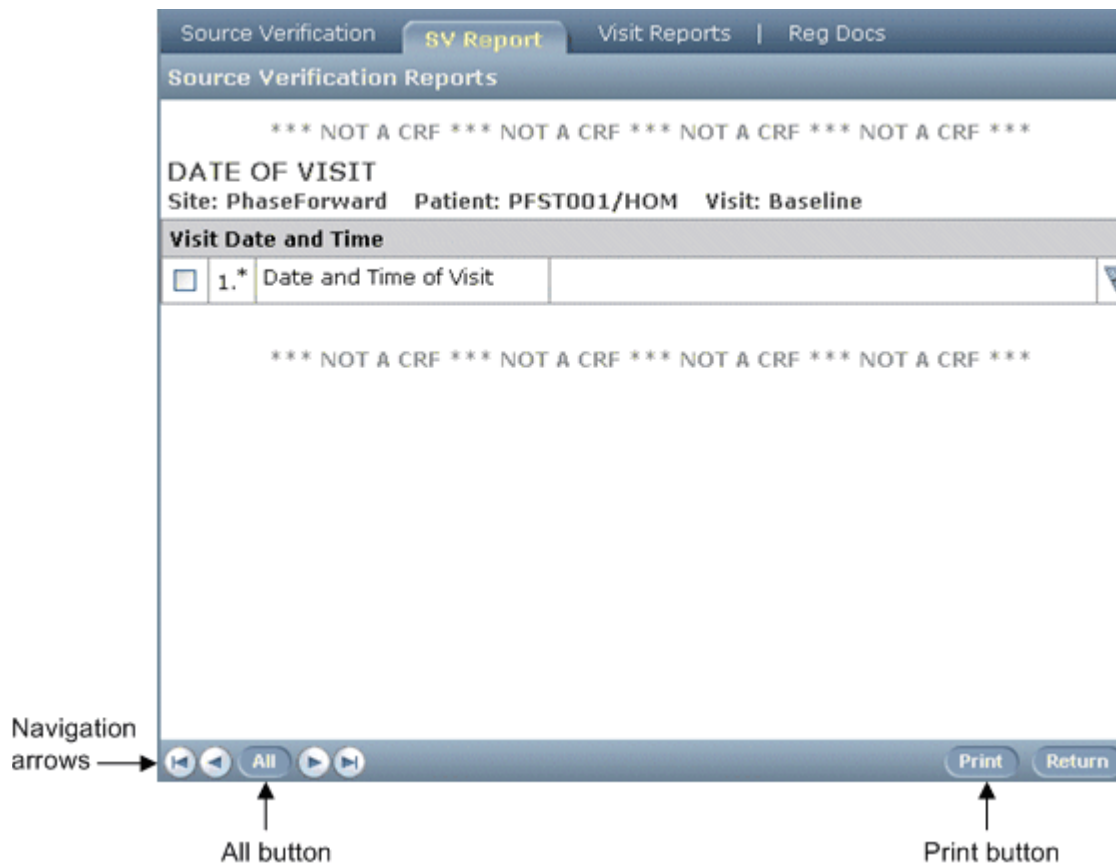 Source Verification SV Report Visit Reports | Reg Docs
Source Verification Reports
*** NOT A CRF *** NOT A CRF *** NOT A CRF *** NOT A CRF ***
DATE OF VISIT
Site: PhaseForward Patient: PFST001/HOM Visit: Baseline
Visit Date and Time
1.* Date and Time of Visit
*** NOT A CRF *** NOT A CRF *** NOT A CRF *** NOT A CRF ***
Navigation
arrows
All Print Return
All button Print button